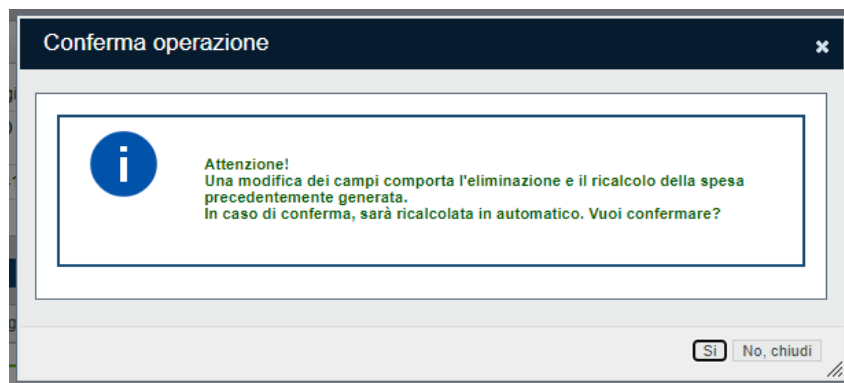 Conferma operazione
Attenzione!
Una modifica dei campi comporta l'eliminazione e il ricalcolo della spesa
precedentemente generata.
In caso di conferma, sarà ricalcolata in automatico. Vuoi confermare?
Si
No, chiudi